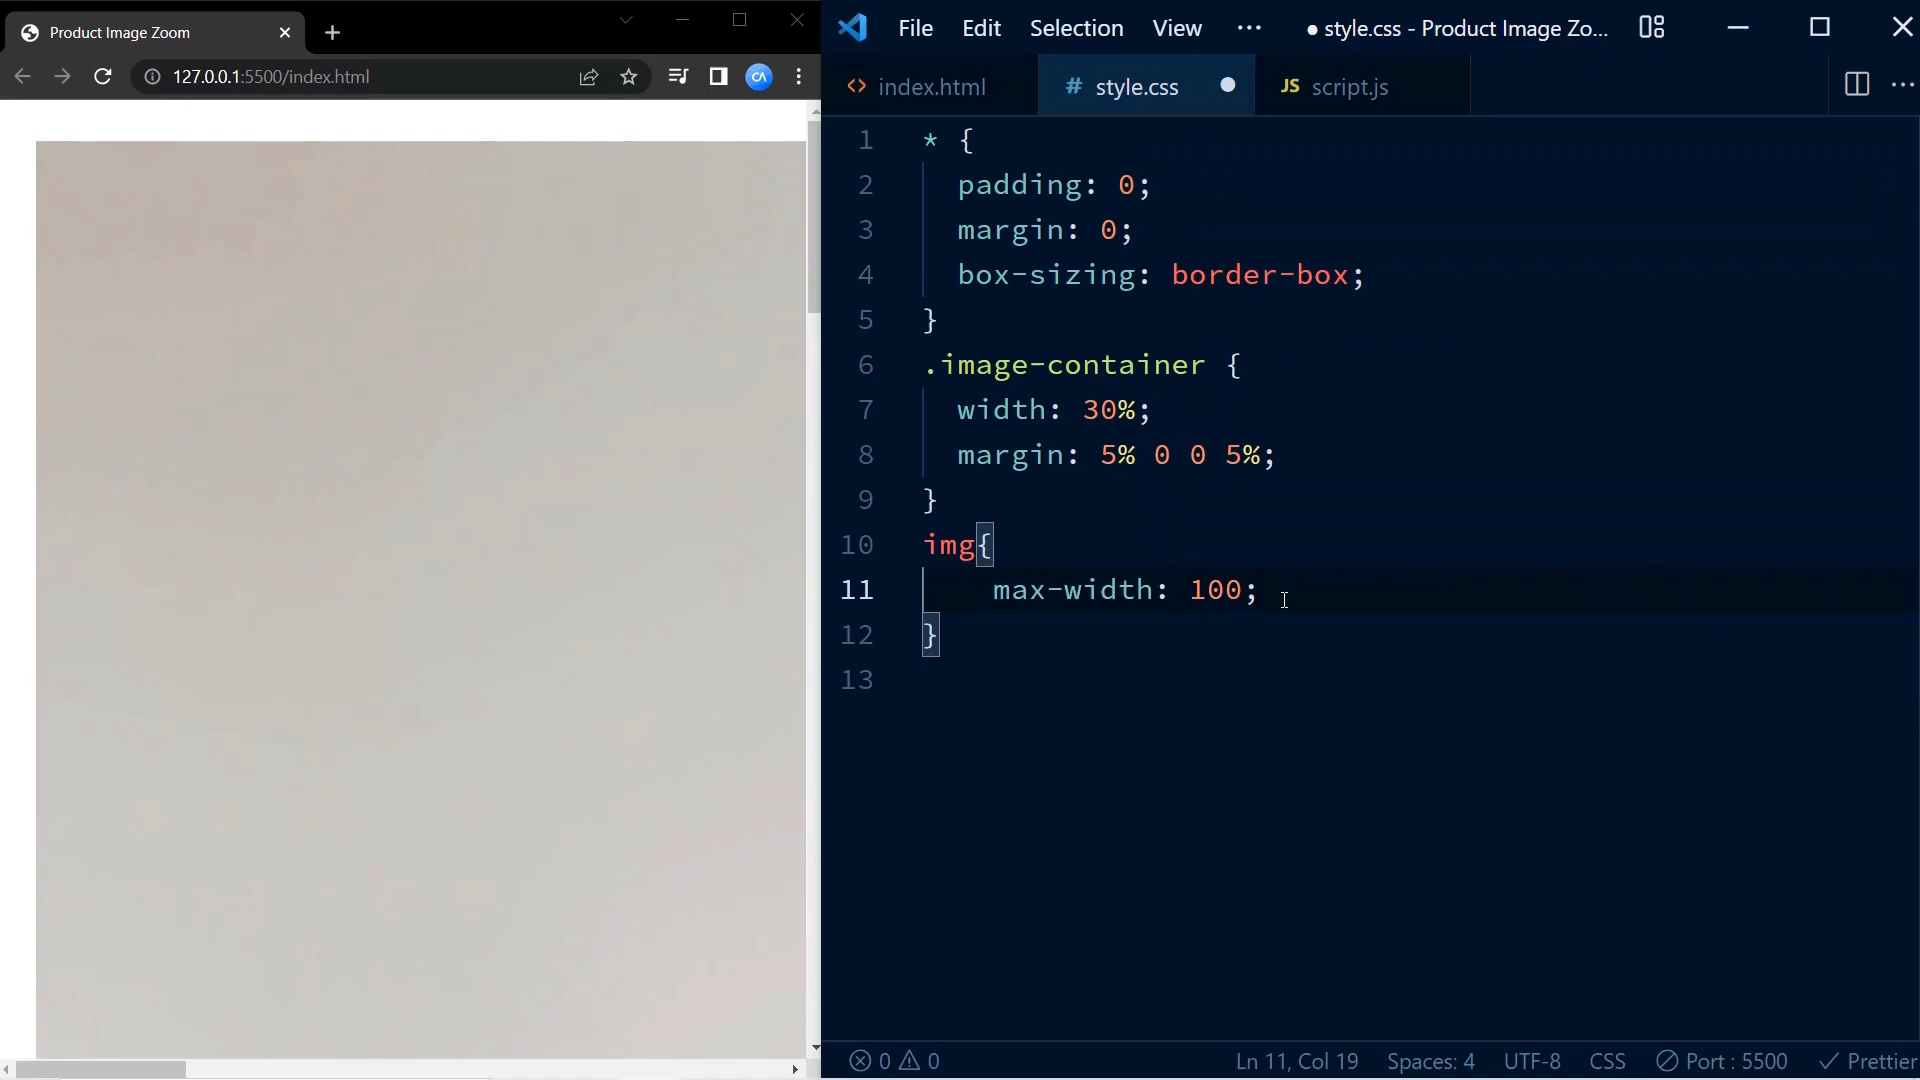 Product Image Zoom
127.0.0.1:5500/index.html
CA
File Edit Selection View ··· ● style.css - Product Image Zo...
<> index.html # style.css ● JS script.js
1 * {
2 padding: 0;
3 margin: 0;
4 box-sizing: border-box;
5 }
6 .image-container {
7 width: 30%;
8 margin: 5% 0 0 5%;
9 }
10 img{
11 max-width: 100;
12 }
13
0 0 Ln 11, Col 19 Spaces: 4 UTF-8 CSS Port : 5500 Prettier